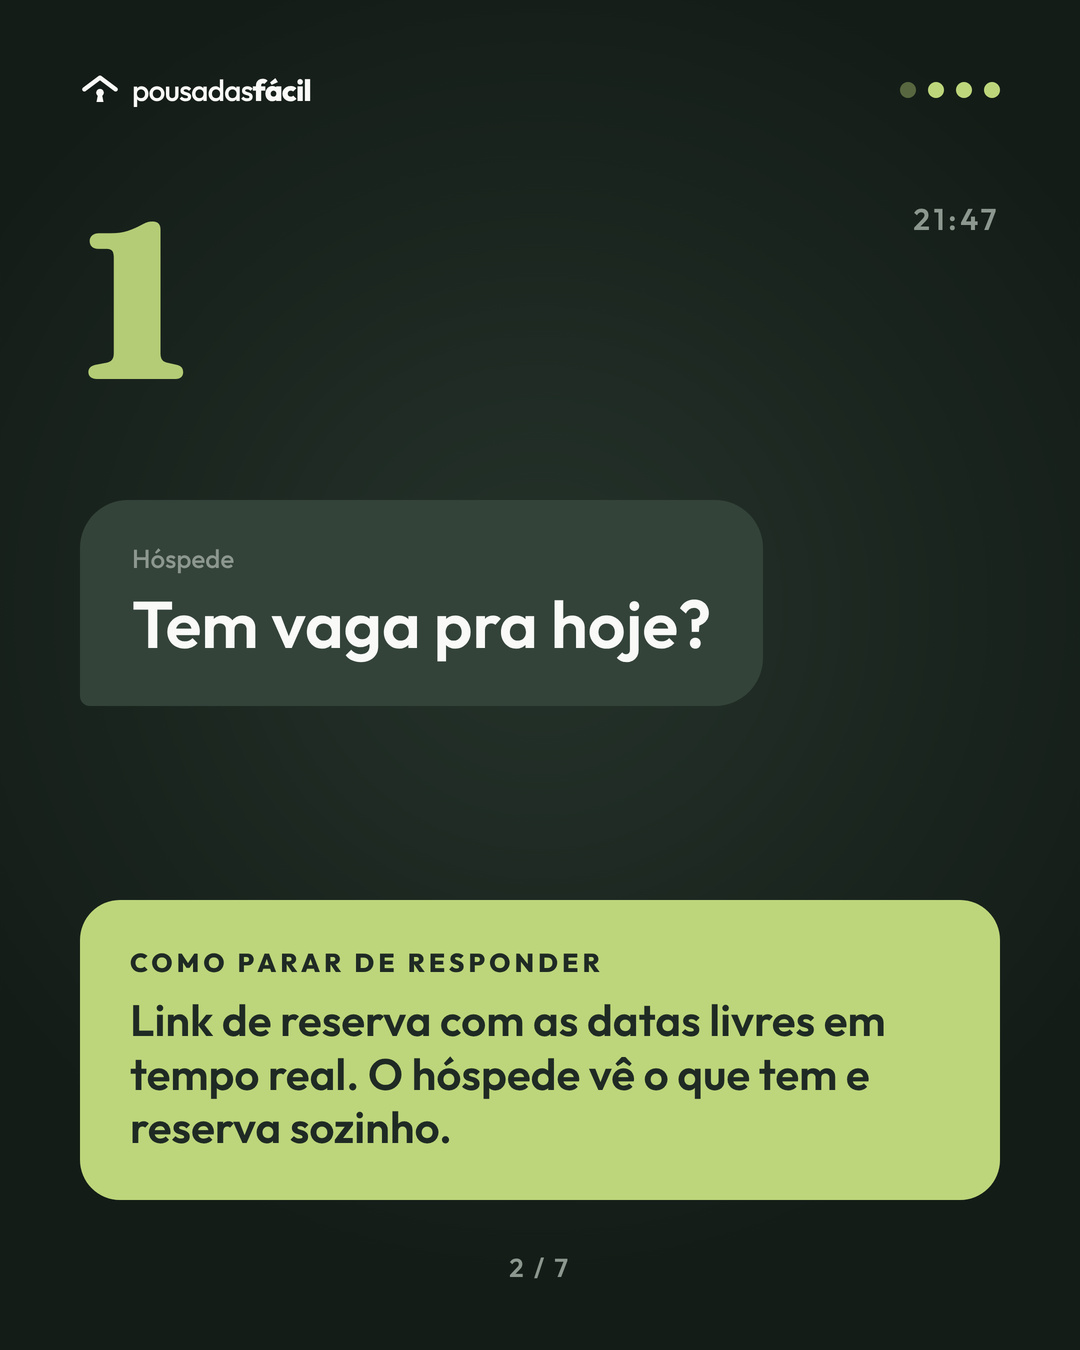 pousadasfácil
21:47
1
Hóspede
Tem vaga pra hoje?
COMO PARAR DE RESPONDER
Link de reserva com as datas livres em
tempo real. O hóspede vê o que tem e
reserva sozinho.
2 / 7